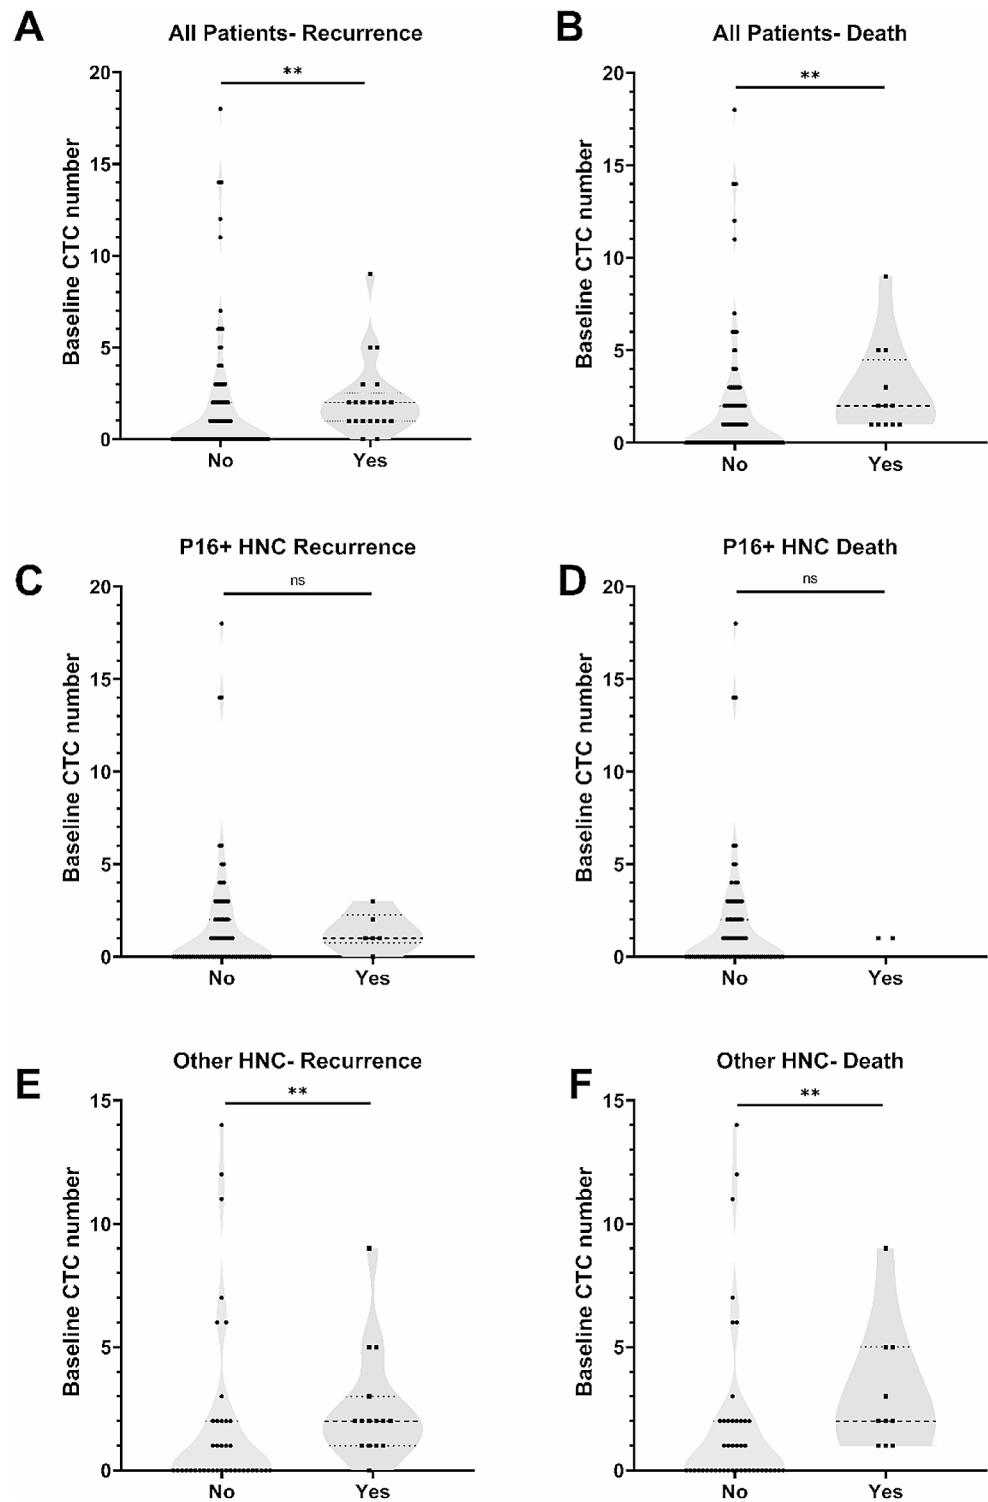 A
All Patients- Recurrence
**
20
15
10
5
0
Baseline CTC number
No
Yes
B
All Patients- Death
**
20
15
10
5
0
Baseline CTC number
No
Yes
C
P16+ HNC Recurrence
ns
20
15
10
5
0
Baseline CTC number
No
Yes
D
P16+ HNC Death
ns
20
15
10
5
0
Baseline CTC number
No
Yes
E
Other HNC- Recurrence
**
15
10
5
0
Baseline CTC number
No
Yes
F
Other HNC- Death
**
15
10
5
0
Baseline CTC number
No
Yes